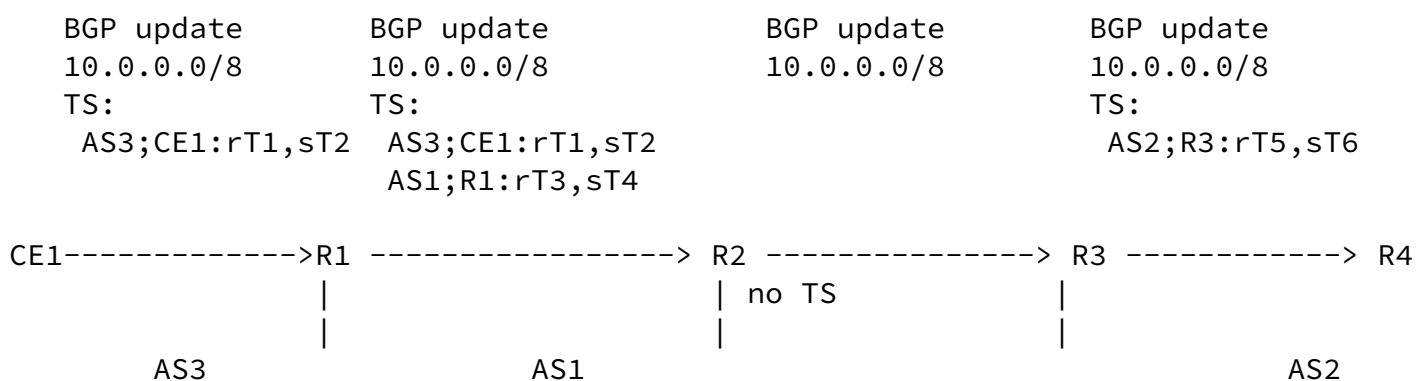 BGP update BGP update BGP update BGP update
10.0.0.0/8 10.0.0.0/8 10.0.0.0/8 10.0.0.0/8
TS: TS: TS:
AS3;CE1:rT1,sT2 AS3;CE1:rT1,sT2 AS2;R3:rT5,sT6
AS1;R1:rT3,sT4
CE1------------->R1 -----------------> R2 ---------------> R3 ------------> R4
| | no TS |
| | |
AS3 AS1 AS2